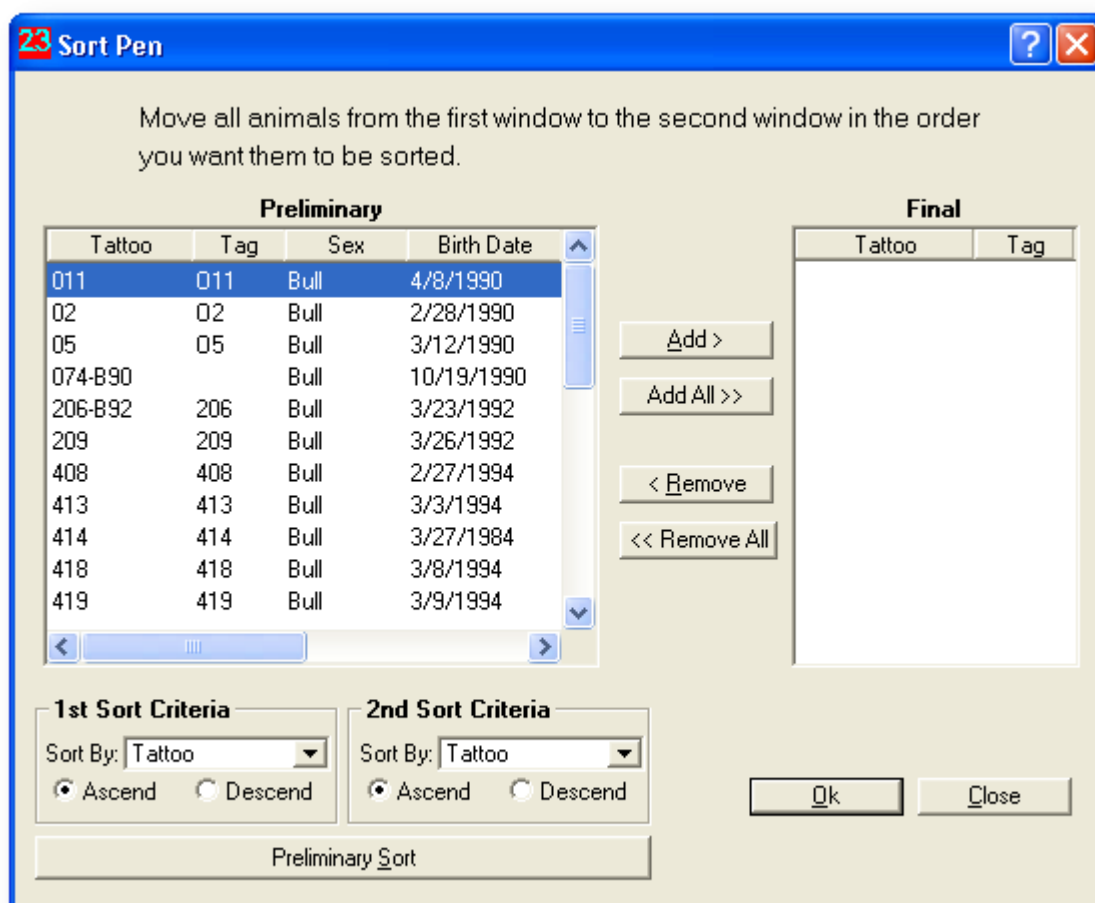 23 Sort Pen
Move all animals from the first window to the second window in the order
you want them to be sorted.
Preliminary
Final
Tattoo Tag Sex Birth Date
Tattoo Tag
011 O11 Bull 4/8/1990
02 O2 Bull 2/28/1990
05 O5 Bull 3/12/1990
074-B90 Bull 10/19/1990
206-B92 206 Bull 3/23/1992
209 209 Bull 3/26/1992
408 408 Bull 2/27/1994
413 413 Bull 3/3/1994
414 414 Bull 3/27/1984
418 418 Bull 3/8/1994
419 419 Bull 3/9/1994
Add >
Add All >>
< Remove
<< Remove All
1st Sort Criteria
Sort By: Tattoo
Ascend Descend
2nd Sort Criteria
Sort By: Tattoo
Ascend Descend
Preliminary Sort
Ok
Close